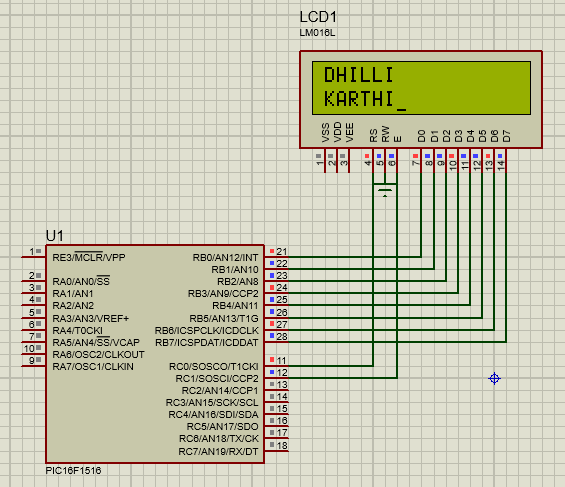 LCD1
LM016L
DHILLI
KARTHI_
VSS VDD VEE RS RW E D0 D1 D2 D3 D4 D5 D6 D7
1 2 3 4 5 6 7 8 9 10 11 12 13 14
U1
1 RE3/MCLR/VPP
2 RA0/AN0/SS
3 RA1/AN1
4 RA2/AN2
5 RA3/AN3/VREF+
6 RA4/T0CKI
7 RA5/AN4/SS/VCAP
10 RA6/OSC2/CLKOUT
9 RA7/OSC1/CLKIN
RB0/AN12/INT 21
RB1/AN10 22
RB2/AN8 23
RB3/AN9/CCP2 24
RB4/AN11 25
RB5/AN13/T1G 26
RB6/ICSPCLK/ICDCLK 27
RB7/ICSPDAT/ICDDAT 28
RC0/SOSCO/T1CKI 11
RC1/SOSCI/CCP2 12
RC2/AN14/CCP1 13
RC3/AN15/SCK/SCL 14
RC4/AN16/SDI/SDA 15
RC5/AN17/SDO 16
RC6/AN18/TX/CK 17
RC7/AN19/RX/DT 18
PIC16F1516